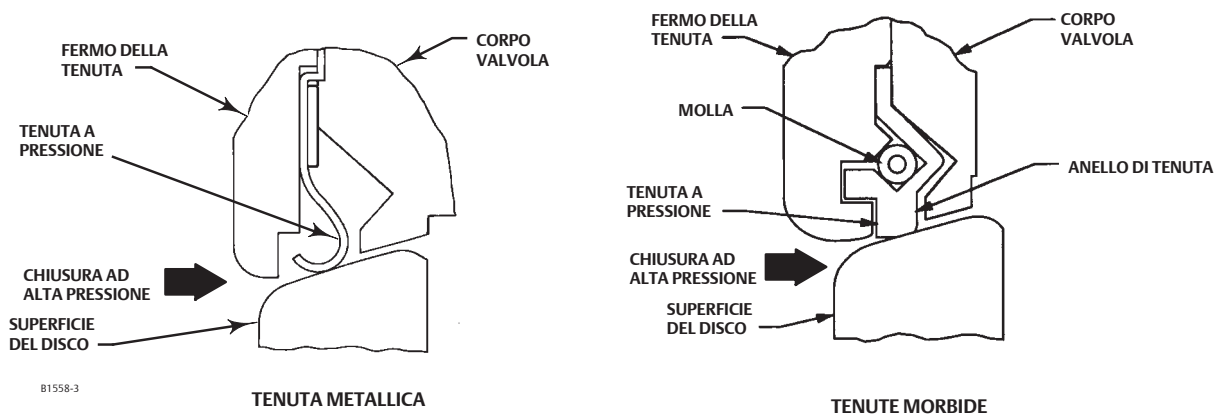 FERMO DELLA
TENUTA
CORPO
VALVOLA
TENUTA A
PRESSIONE
CHIUSURA AD
ALTA PRESSIONE
SUPERFICIE
DEL DISCO
B1558-3
TENUTA METALLICA
FERMO DELLA
TENUTA
CORPO
VALVOLA
MOLLA
ANELLO DI TENUTA
TENUTA A
PRESSIONE
CHIUSURA AD
ALTA PRESSIONE
SUPERFICIE
DEL DISCO
TENUTE MORBIDE